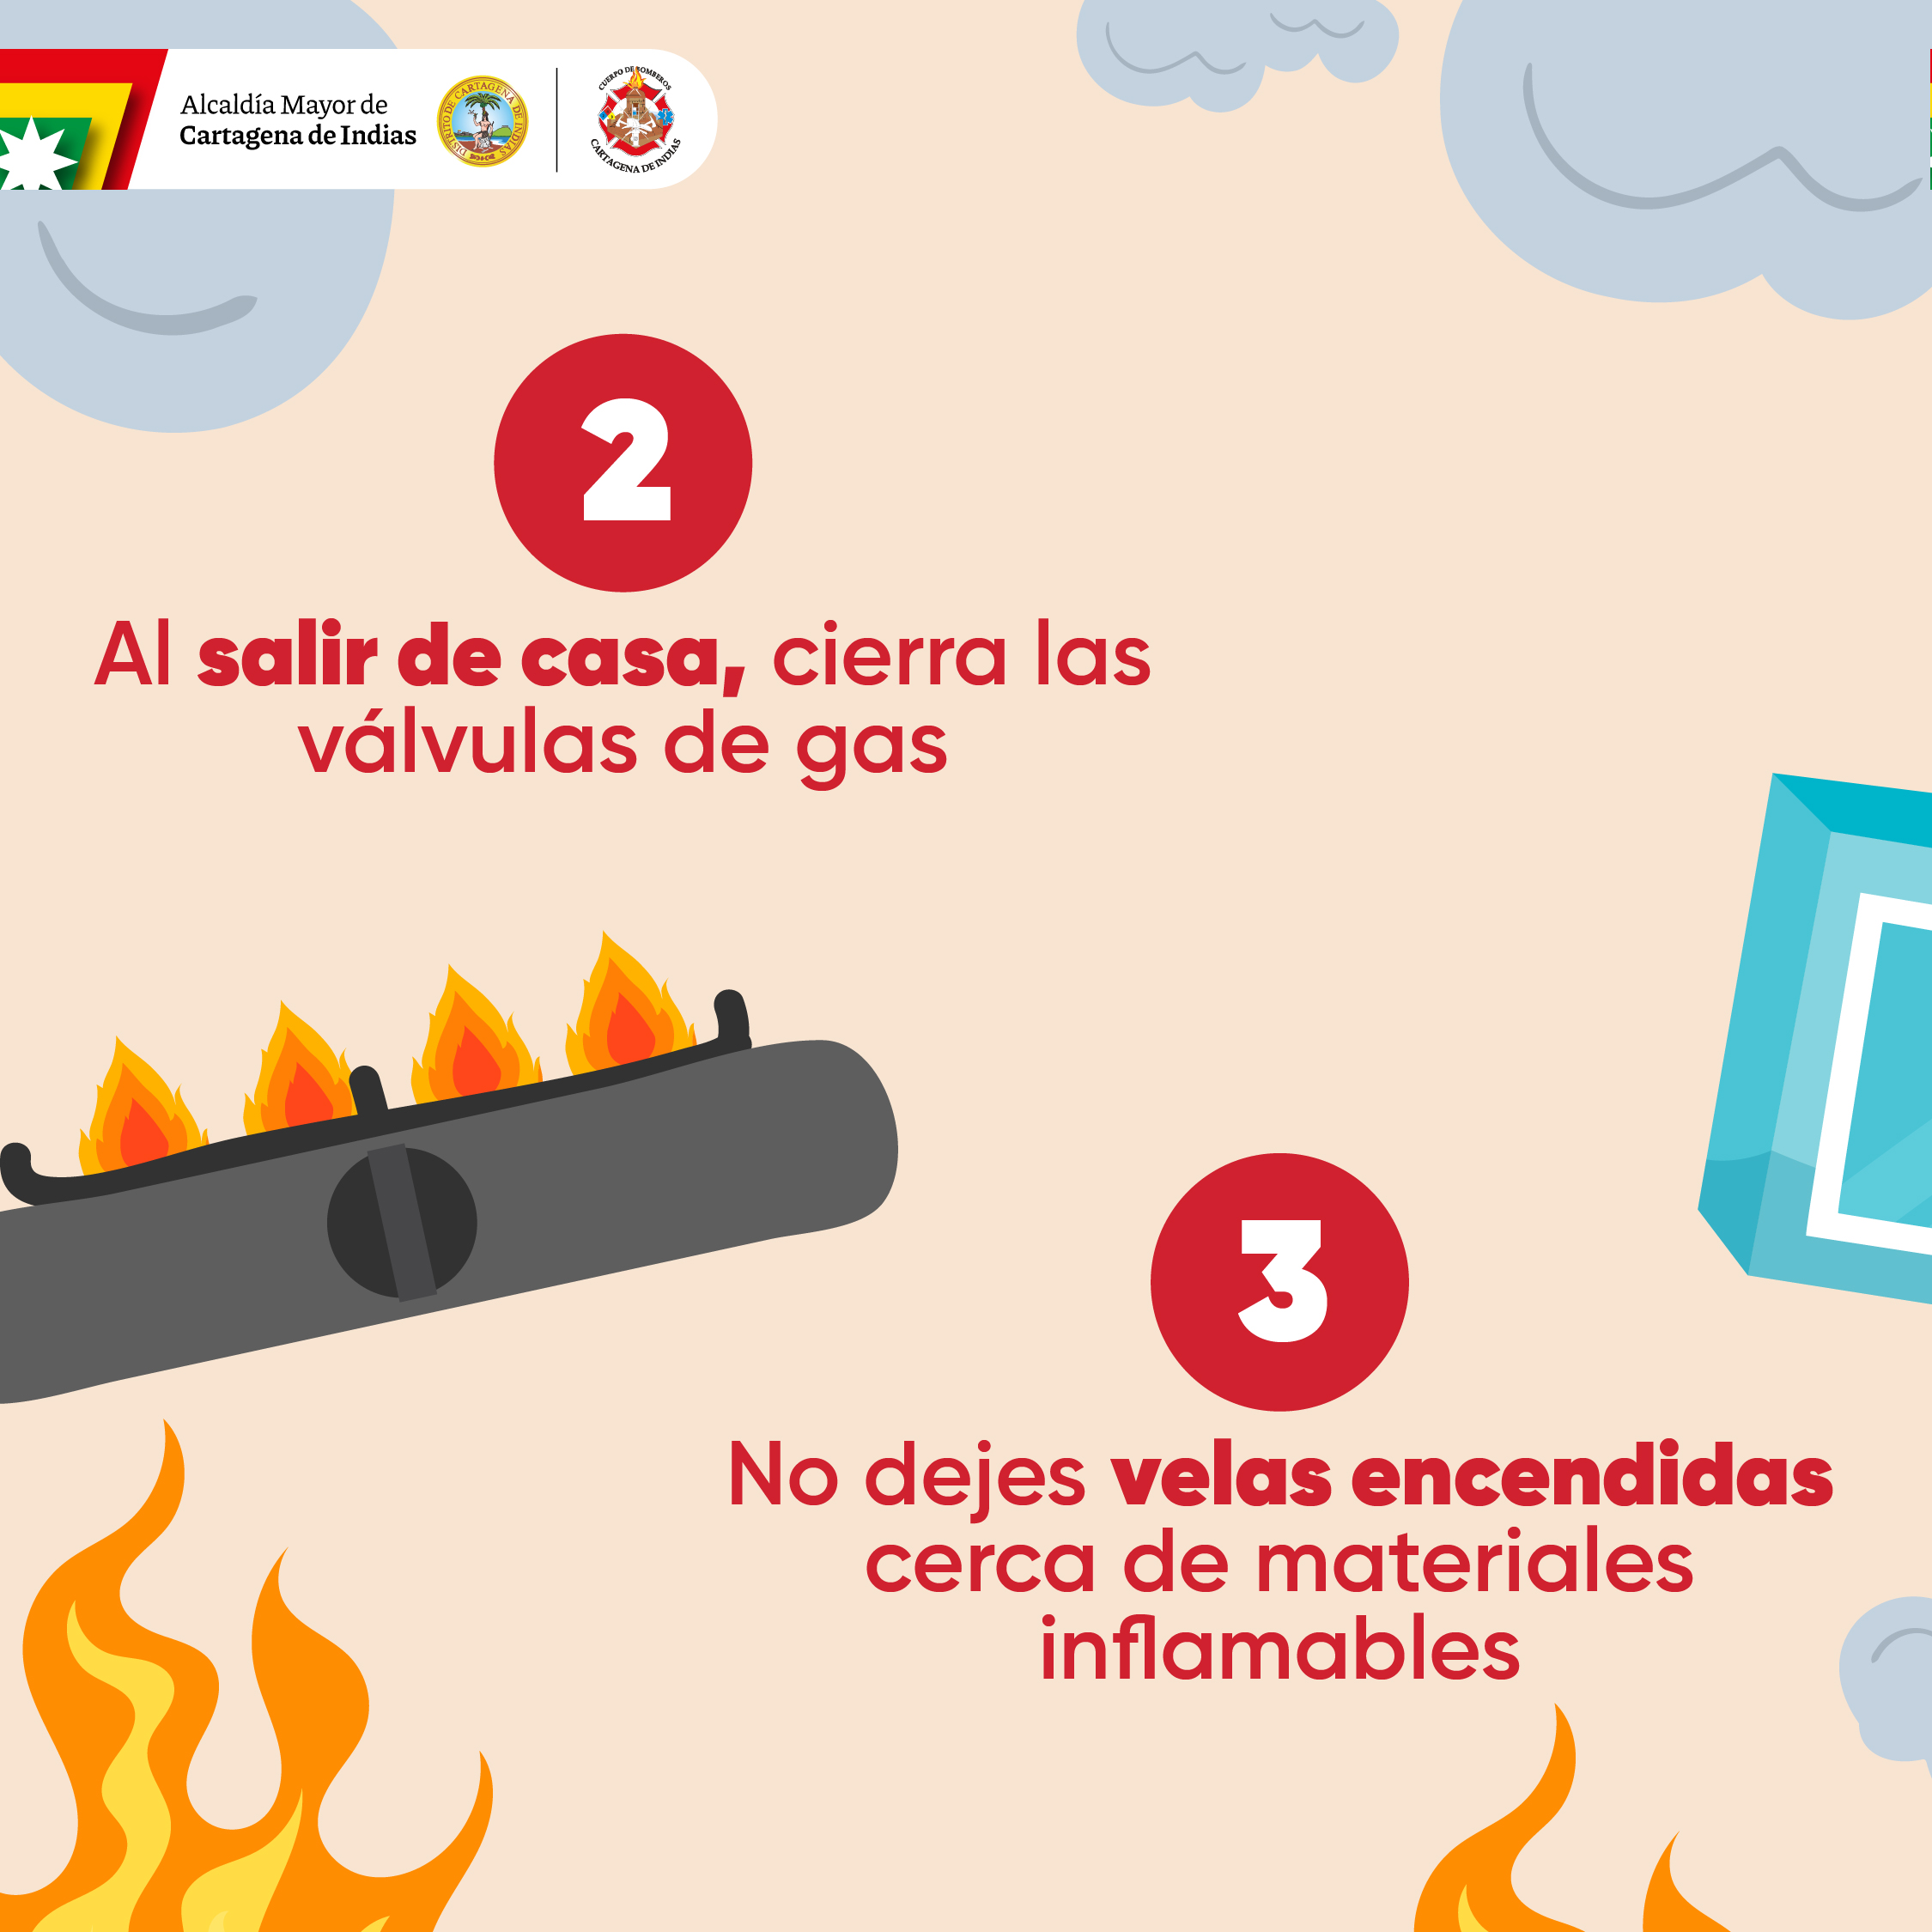 Alcaldía Mayor de
Cartagena de Indias
DISTRITO DE CARTAGENA DE INDIAS
CUERPO DE BOMBEROS
CARTAGENA DE INDIAS
2
Al salir de casa, cierra las
válvulas de gas
3
No dejes velas encendidas
cerca de materiales
inflamables